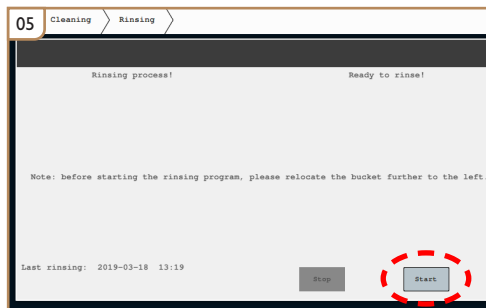 05 Cleaning Rinsing
Rinsing process! Ready to rinse!
Note: before starting the rinsing program, please relocate the bucket further to the left.
Last rinsing: 2019-03-18 13:19
Stop Start